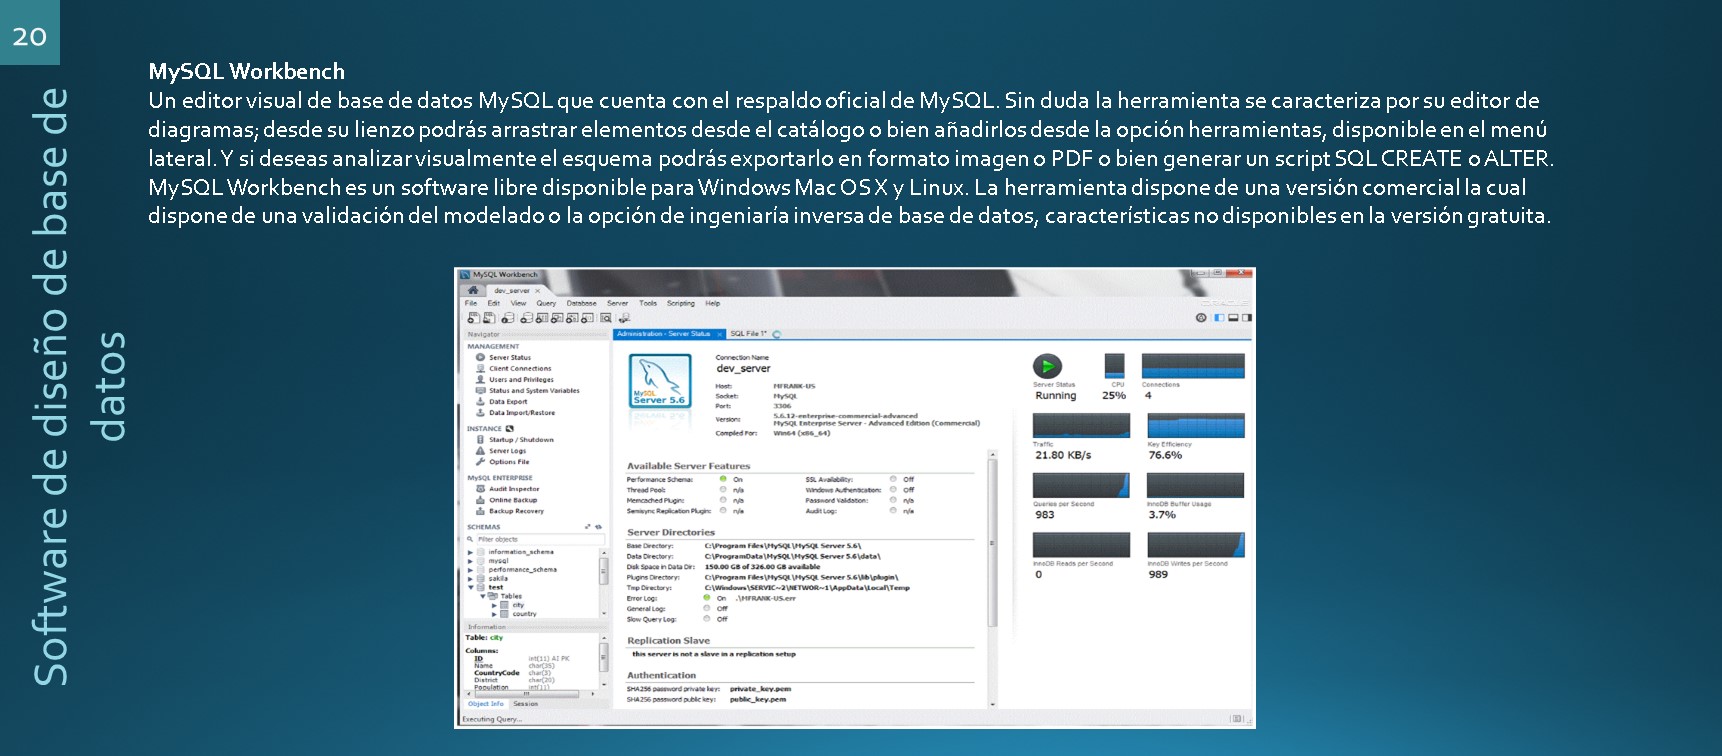 20
Software de diseño de base de
datos
MySQL Workbench
Un editor visual de base de datos MySQL que cuenta con el respaldo oficial de MySQL. Sin duda la herramienta se caracteriza por su editor de
diagramas; desde su lienzo podrás arrastrar elementos desde el catálogo o bien añadirlos desde la opción herramientas, disponible en el menú
lateral. Y si deseas analizar visualmente el esquema podrás exportarlo en formato imagen o PDF o bien generar un script SQL CREATE o ALTER.
MySQL Workbench es un software libre disponible para Windows Mac OS X y Linux. La herramienta dispone de una versión comercial la cual
dispone de una validación del modelado o la opción de ingeniaría inversa de base de datos, características no disponibles en la versión gratuita.
MySQL Workbench
dev_server
File Edit View Query Database Server Tools Scripting Help
ORACLE
Navigator
MANAGEMENT
Server Status
Client Connections
Users and Privileges
Status and System Variables
Data Export
Data Import/Restore
INSTANCE
Startup / Shutdown
Server Logs
Options File
MySQL ENTERPRISE
Audit Inspector
Online Backup
Backup Recovery
SCHEMAS
Filter objects
information_schema
mysql
performance_schema
sakila
test
Tables
city
country
Information
Table: city
Columns:
ID int(11) AI PK
Name char(35)
CountryCode char(3)
District char(20)
Population int(11)
Object Info Session
Executing Query...
Administration - Server Status SQL File 1*
MySQL
Server 5.6
Connection Name
dev_server
Host: MFRANK-US
Socket: MySQL
Port: 3306
Version: 5.6.12-enterprise-commercial-advanced
MySQL Enterprise Server - Advanced Edition (Commercial)
Compiled For: Win64 (x86_64)
Available Server Features
Performance Schema: On SSL Availability: Off
Thread Pool: n/a Windows Authentication: Off
Memcached Plugin: n/a Password Validation: n/a
Semisync Replication Plugin: n/a Audit Log: n/a
Server Directories
Base Directory: C:\Program Files\MySQL\MySQL Server 5.6\
Data Directory: C:\ProgramData\MySQL\MySQL Server 5.6\data\
Disk Space in Data Dir: 150.00 GB of 326.00 GB available
Plugins Directory: C:\Program Files\MySQL\MySQL Server 5.6\lib\plugin\
Tmp Directory: C:\Windows\SERVIC~2\NETWOR~1\AppData\Local\Temp
Error Log: On .\MFRANK-US.err
General Log: Off
Slow Query Log: Off
Replication Slave
this server is not a slave in a replication setup
Authentication
SHA256 password private key: private_key.pem
SHA256 password public key: public_key.pem
Server Status CPU Connections
Running 25% 4
Traffic Key Efficiency
21.80 KB/s 76.6%
Queries per Second InnoDB Buffer Usage
983 3.7%
InnoDB Reads per Second InnoDB Writes per Second
0 989